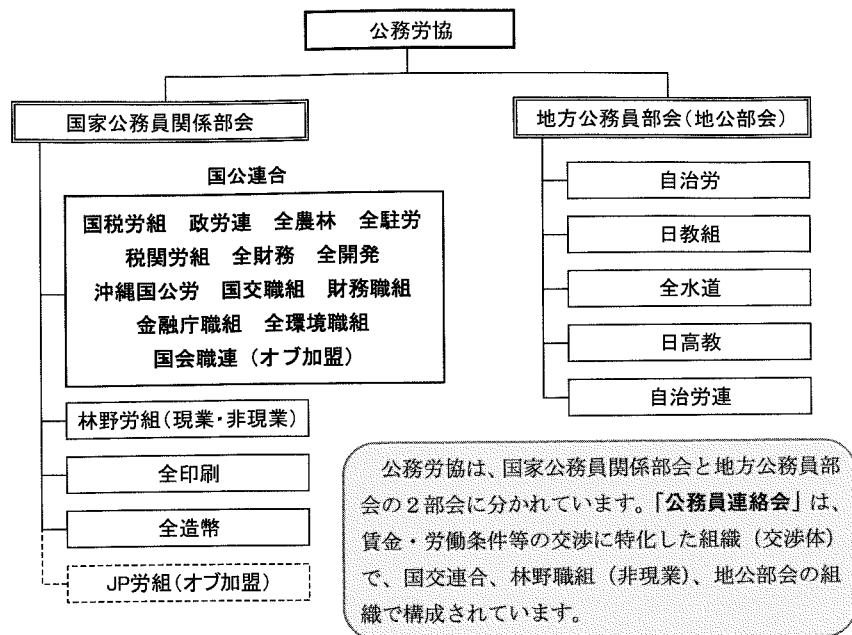 公務労協
国家公務員関係部会
国公連合
国税労組 政労連 全農林 全駐労
税関労組 全財務 全開発
沖縄国公労 国交職組 財務職組
金融庁職組 全環境職組
国会職連（オブ加盟）
林野労組（現業・非現業）
全印刷
全造幣
JP労組（オブ加盟）
地方公務員部会（地公部会）
自治労
日教組
全水道
日高教
自治労連
公務労協は、国家公務員関係部会と地方公務員部
会の２部会に分かれています。「公務員連絡会」は、
賃金・労働条件等の交渉に特化した組織（交渉体）
で、国交連合、林野職組（非現業）、地公部会の組
織で構成されています。